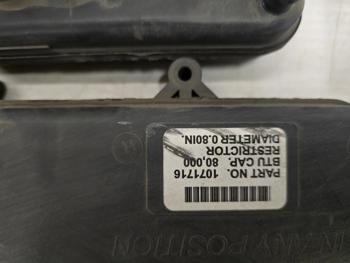 PART NO. 1071716
BTU CAP. 80,000
RESTRICTOR
DIAMETER 0.80IN.
ANY POSITION